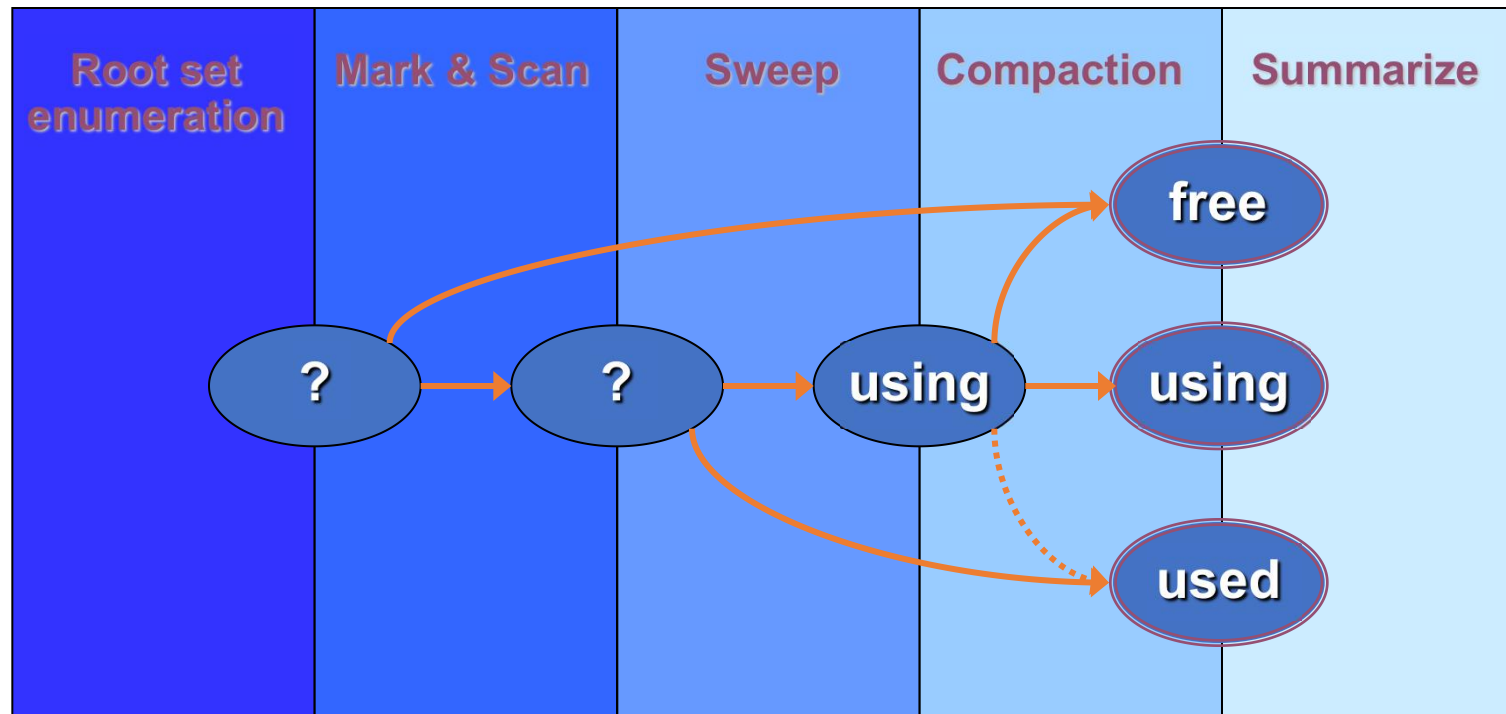 Root set
enumeration
Mark & Scan
Sweep
Compaction
Summarize
free
?
?
using
using
used